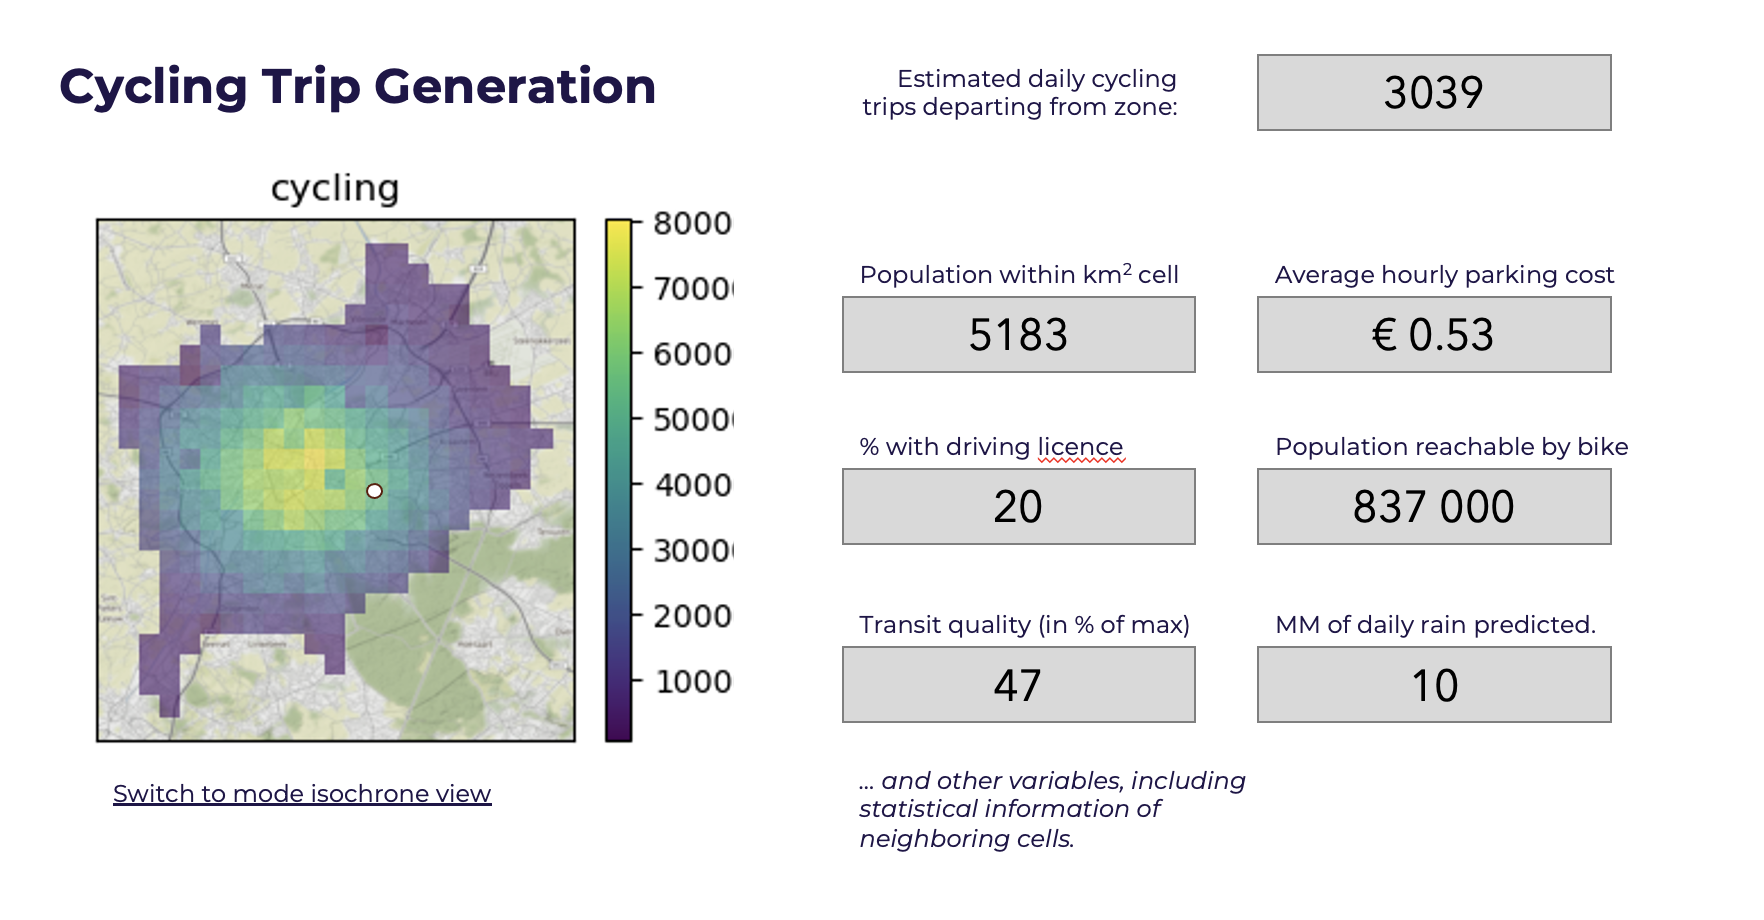 Cycling Trip Generation
Estimated daily cycling
trips departing from zone:
3039
cycling
8000
7000
6000
5000
4000
3000
2000
1000
Switch to mode isochrone view
Population within km² cell
5183
Average hourly parking cost
€ 0.53
% with driving licence
20
Population reachable by bike
837 000
Transit quality (in % of max)
47
MM of daily rain predicted.
10
... and other variables, including
statistical information of
neighboring cells.